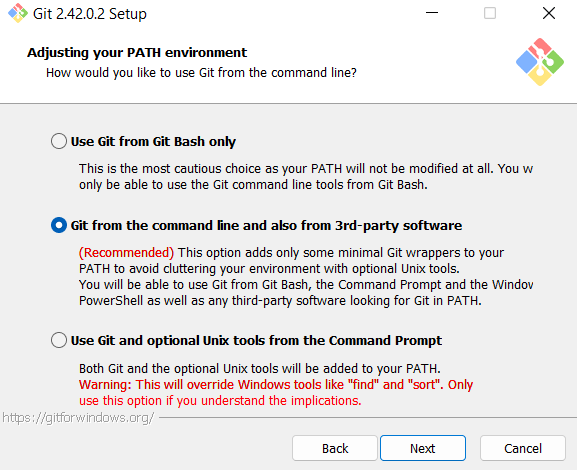 Git 2.42.0.2 Setup
Adjusting your PATH environment
How would you like to use Git from the command line?
Use Git from Git Bash only
This is the most cautious choice as your PATH will not be modified at all. You w
only be able to use the Git command line tools from Git Bash.
Git from the command line and also from 3rd-party software
(Recommended) This option adds only some minimal Git wrappers to your
PATH to avoid cluttering your environment with optional Unix tools.
You will be able to use Git from Git Bash, the Command Prompt and the Window
PowerShell as well as any third-party software looking for Git in PATH.
Use Git and optional Unix tools from the Command Prompt
Both Git and the optional Unix tools will be added to your PATH.
Warning: This will override Windows tools like "find" and "sort". Only
use this option if you understand the implications.
https://gitforwindows.org/
Back Next Cancel